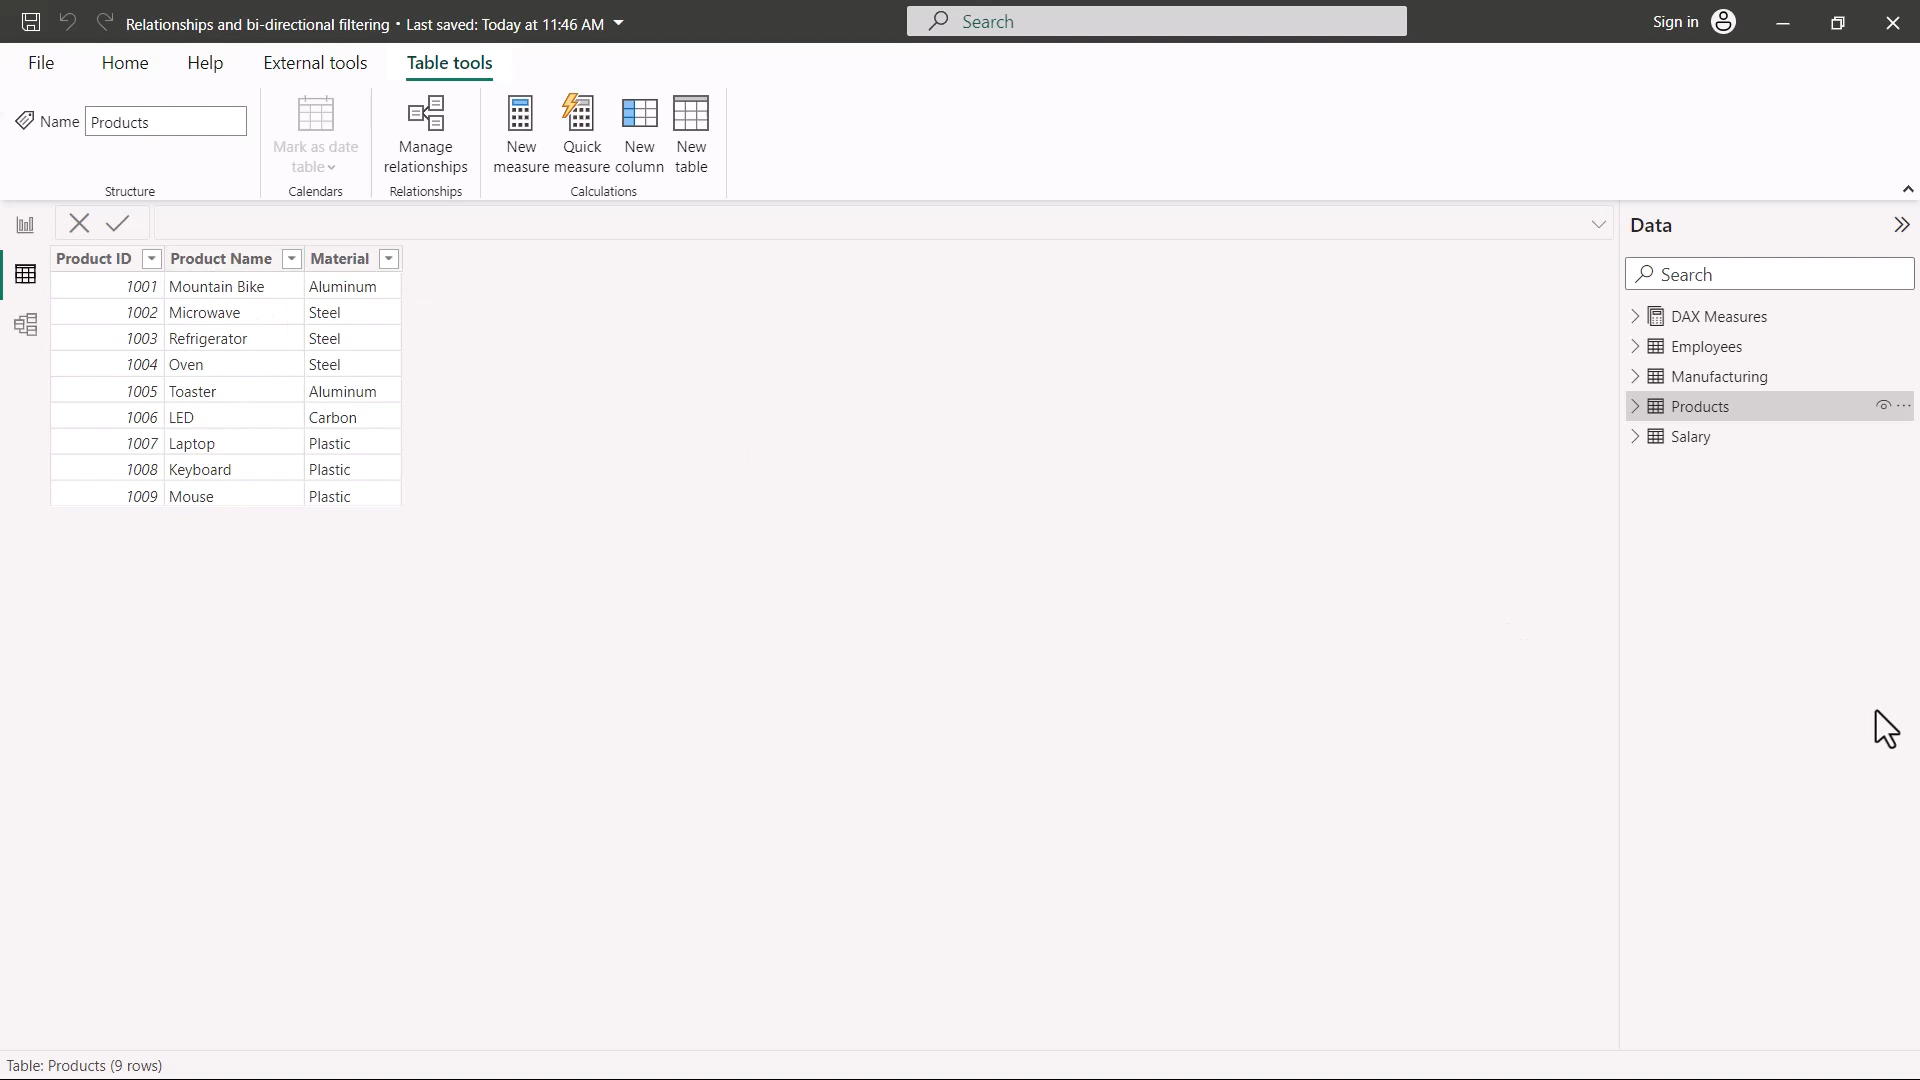 Relationships and bi-directional filtering • Last saved: Today at 11:46 AM
Search
Sign in
File
Home
Help
External tools
Table tools
Name
Products
Mark as date
table
Manage
relationships
New
measure
Quick
measure
New
column
New
table
Structure
Calendars
Relationships
Calculations
Data
Search
DAX Measures
Employees
Manufacturing
Products
Salary
Product ID Product Name Material
1001 Mountain Bike Aluminum
1002 Microwave Steel
1003 Refrigerator Steel
1004 Oven Steel
1005 Toaster Aluminum
1006 LED Carbon
1007 Laptop Plastic
1008 Keyboard Plastic
1009 Mouse Plastic
Table: Products (9 rows)